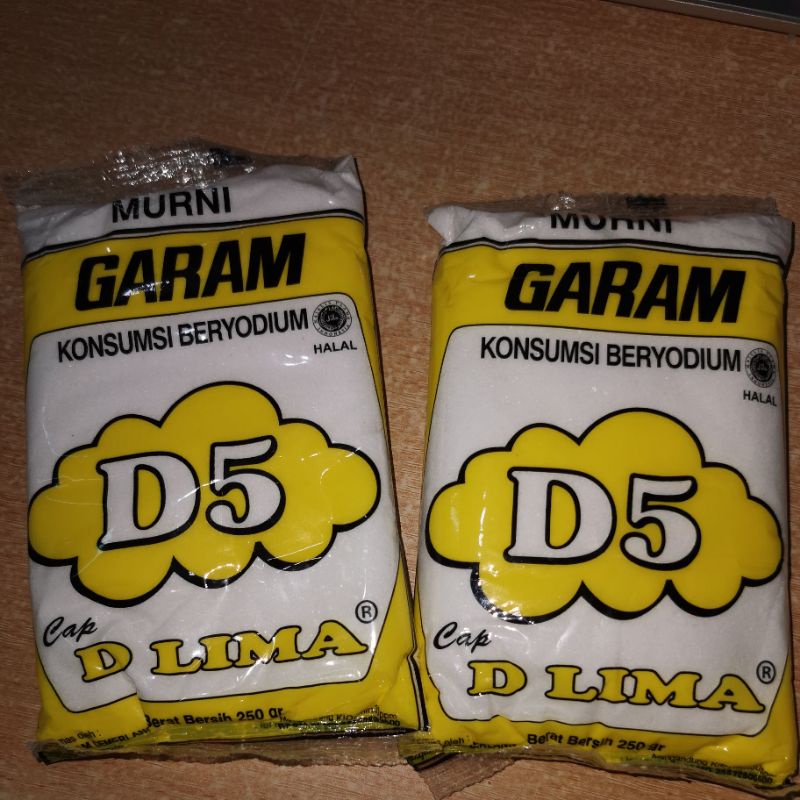 MURNI
GARAM
KONSUMSI BERYODIUM
HALAL
D5
Cap
D LIMA®
Berat Bersih 250 gr
MURNI
GARAM
KONSUMSI BERYODIUM
HALAL
D5
Cap
D LIMA®
Berat Bersih 250 gr
Mengandung